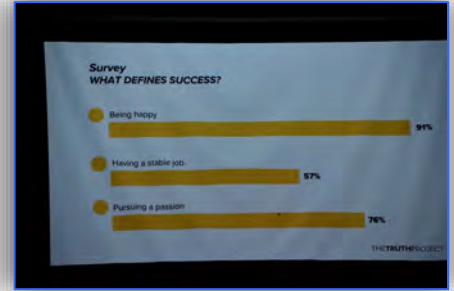 Survey
WHAT DEFINES SUCCESS?
Being happy
91%
Having a stable job.
57%
Pursuing a passion
76%
THETRUTHPROJECT